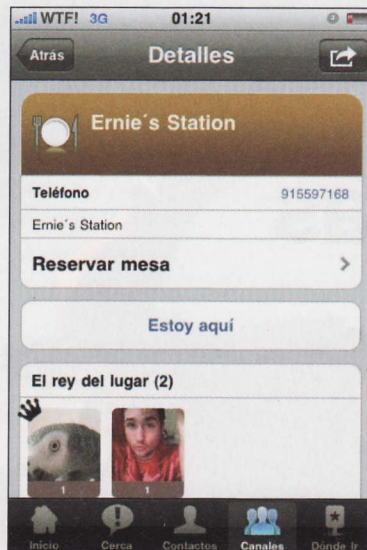 WTF! 3G 01:21
Atrás Detalles
Ernie´s Station
Teléfono 915597168
Ernie´s Station
Reservar mesa
Estoy aquí
El rey del lugar (2)
1 1
Inicio Cerca Contactos Canales Dónde Ir